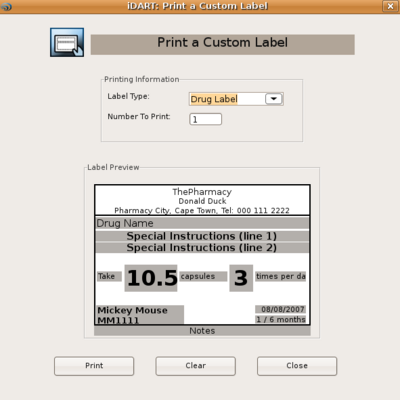 iDART: Print a Custom Label
Print a Custom Label
Printing Information
Label Type:
Drug Label
Number To Print:
1
Label Preview
ThePharmacy
Donald Duck
Pharmacy City, Cape Town, Tel: 000 111 2222
Drug Name
Special Instructions (line 1)
Special Instructions (line 2)
Take 10.5 capsules 3 times per da
Mickey Mouse
08/08/2007
MM1111
1 / 6 months
Notes
Print Clear Close